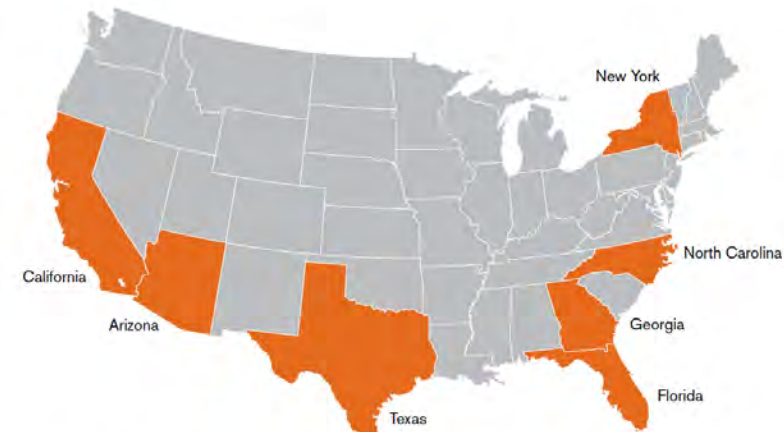 New York
North Carolina
California
Georgia
Arizona
Florida
Texas